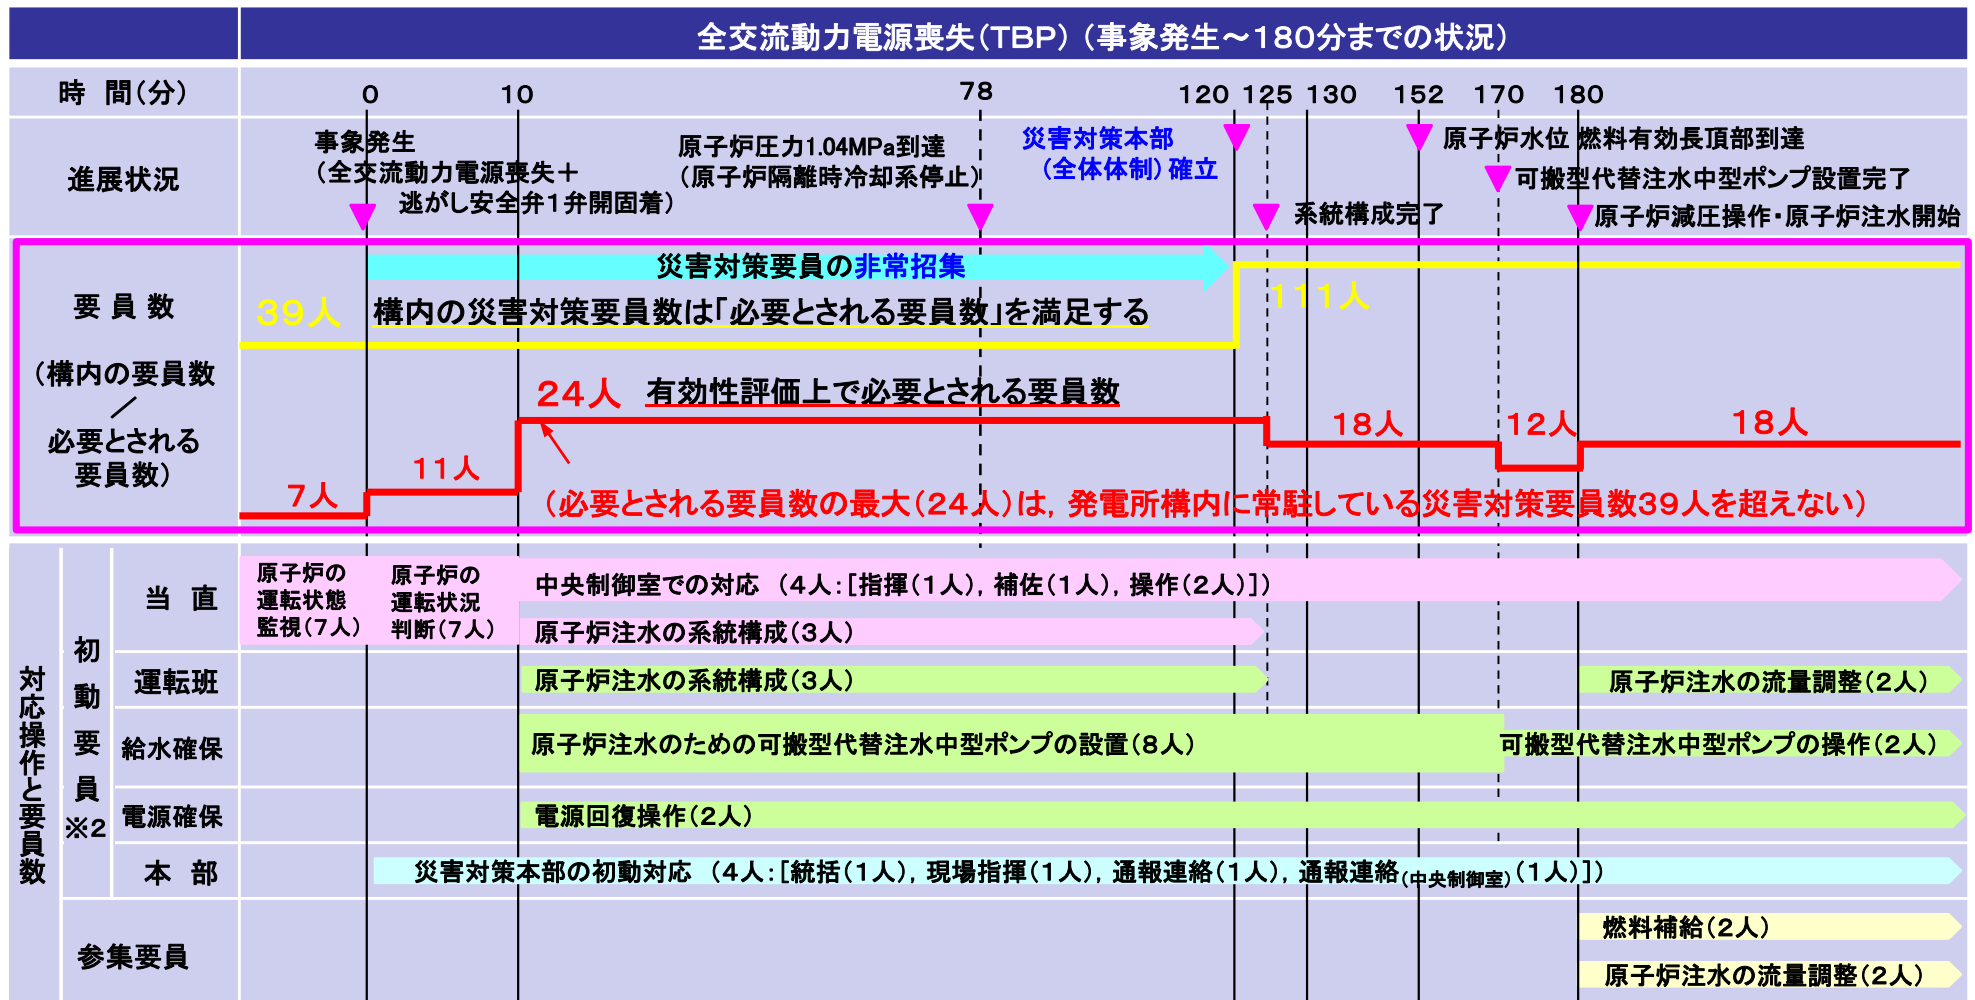 全交流動力電源喪失(TBP)(事象発生～180分までの状況)
時 間(分)
0
10
78
120
125
130
152
170
180
進展状況
事象発生
(全交流動力電源喪失＋
逃がし安全弁1弁開固着)
原子炉圧力1.04MPa到達
(原子炉隔離時冷却系停止)
災害対策本部
(全体体制)確立
系統構成完了
原子炉水位 燃料有効長頂部到達
可搬型代替注水中型ポンプ設置完了
原子炉減圧操作・原子炉注水開始
要 員 数
(構内の要員数
／
必要とされる
要員数)
災害対策要員の非常招集
39人
構内の災害対策要員数は「必要とされる要員数」を満足する
111人
24人
有効性評価上で必要とされる要員数
7人
11人
18人
12人
18人
(必要とされる要員数の最大(24人)は，発電所構内に常駐している災害対策要員数39人を超えない)
対応操作と要員数
初動要員※2
当 直
原子炉の
運転状態
監視(7人)
原子炉の
運転状況
判断(7人)
中央制御室での対応 (4人：[指揮(1人)，補佐(1人)，操作(2人)])
原子炉注水の系統構成(3人)
運転班
原子炉注水の系統構成(3人)
原子炉注水の流量調整(2人)
給水確保
原子炉注水のための可搬型代替注水中型ポンプの設置(8人)
可搬型代替注水中型ポンプの操作(2人)
電源確保
電源回復操作(2人)
本 部
災害対策本部の初動対応 (4人：[統括(1人)，現場指揮(1人)，通報連絡(1人)，通報連絡(中央制御室)(1人)])
参集要員
燃料補給(2人)
原子炉注水の流量調整(2人)